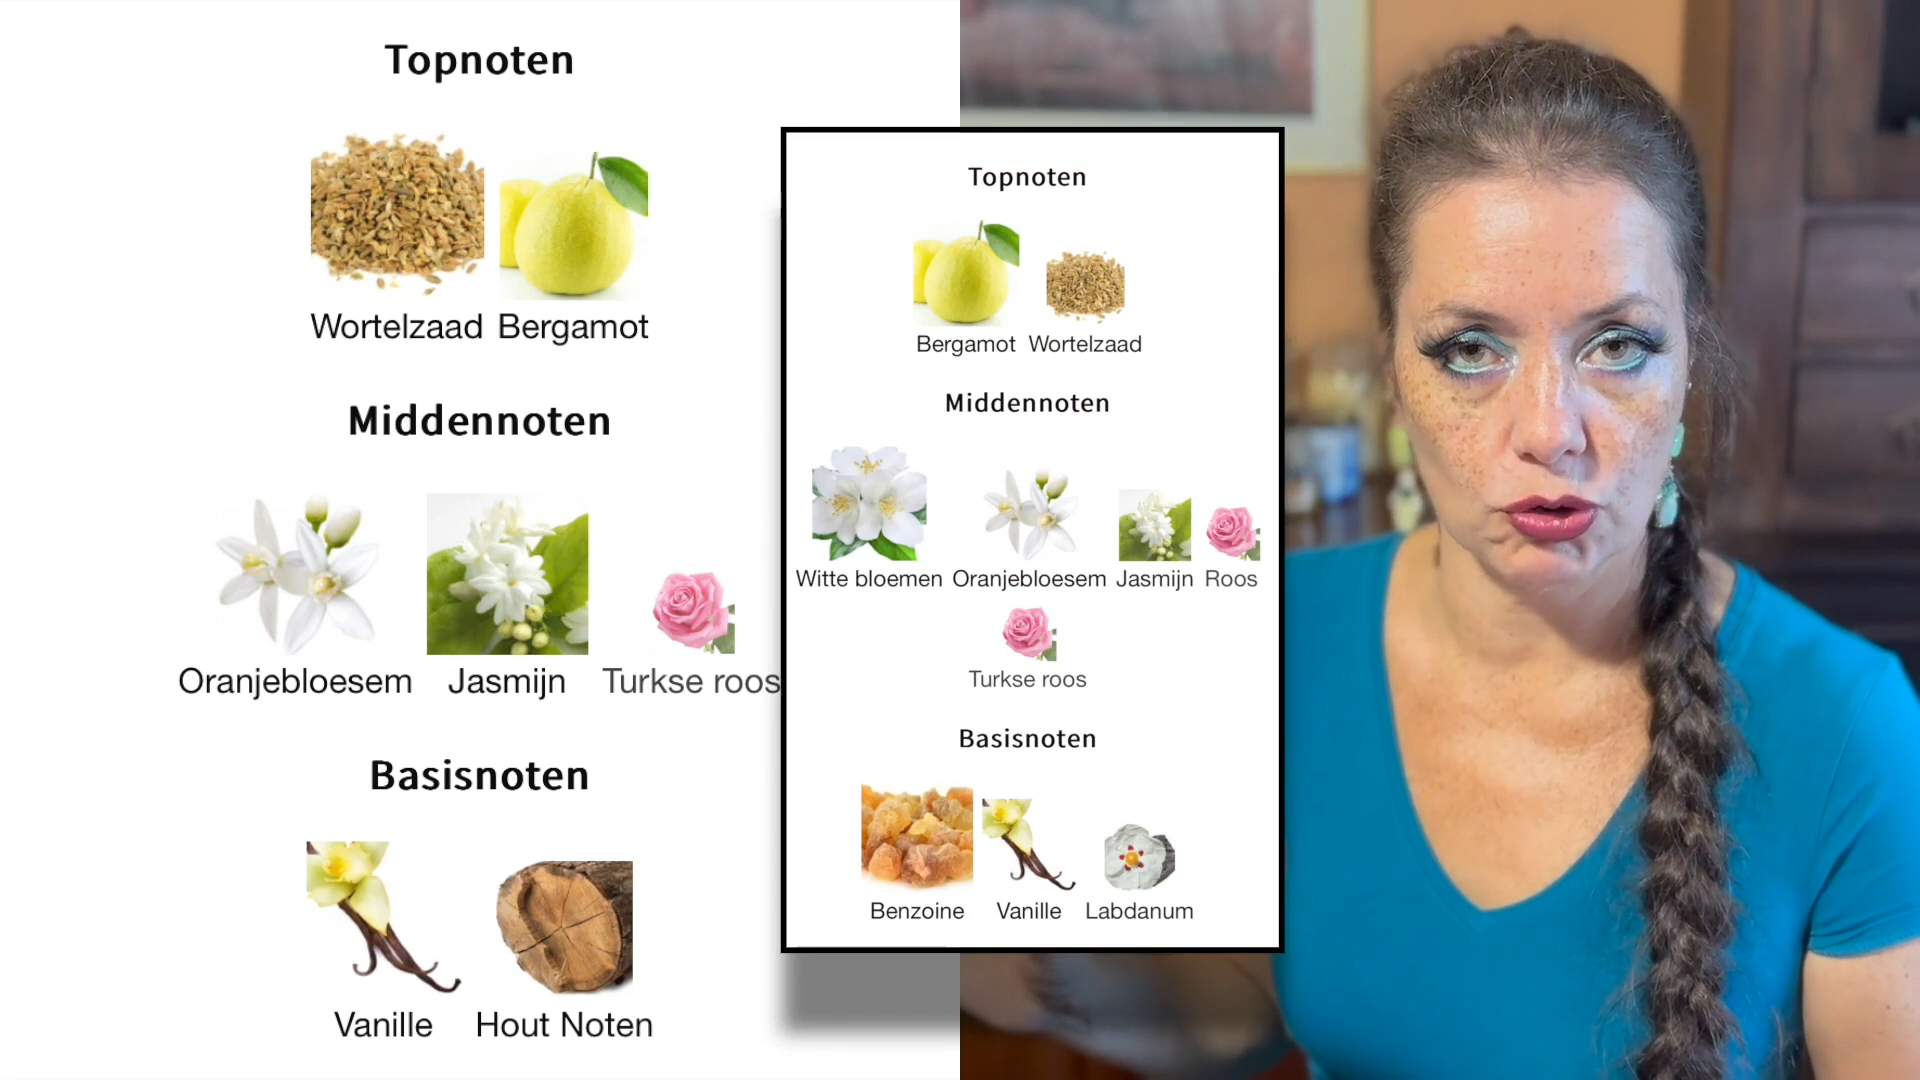 Topnoten
Wortelzaad Bergamot
Middennoten
Oranjebloesem Jasmijn Turkse roos
Basisnoten
Vanille Hout Noten
Topnoten
Bergamot Wortelzaad
Middennoten
Witte bloemen Oranjebloesem Jasmijn Roos
Turkse roos
Basisnoten
Benzoine Vanille Labdanum